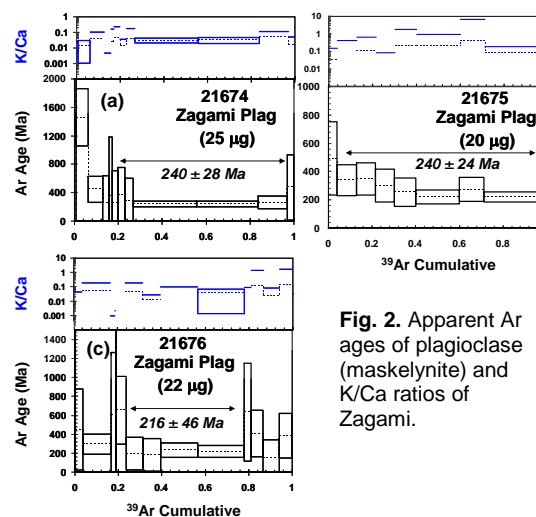 K/Ca
10
1
0.1
0.01
0.001
10
1
0.1
0.01
0.001
Ar Age (Ma)
2000
1600
1200
800
400
0
(a)
21674
Zagami Plag
(25 µg)
240 ± 28 Ma
0 0.2 0.4 0.6 0.8 1
1000
800
600
400
200
0
21675
Zagami Plag
(20 µg)
240 ± 24 Ma
0 0.2 0.4 0.6 0.8
³⁹Ar Cumulative
K/Ca
10
1
0.1
0.01
0.001
Ar Age (Ma)
1400
1200
1000
800
600
400
200
0
(c)
21676
Zagami Plag
(22 µg)
216 ± 46 Ma
0 0.2 0.4 0.6 0.8 1
³⁹Ar Cumulative
Fig. 2. Apparent Ar
ages of plagioclase
(maskelynite) and
K/Ca ratios of
Zagami.